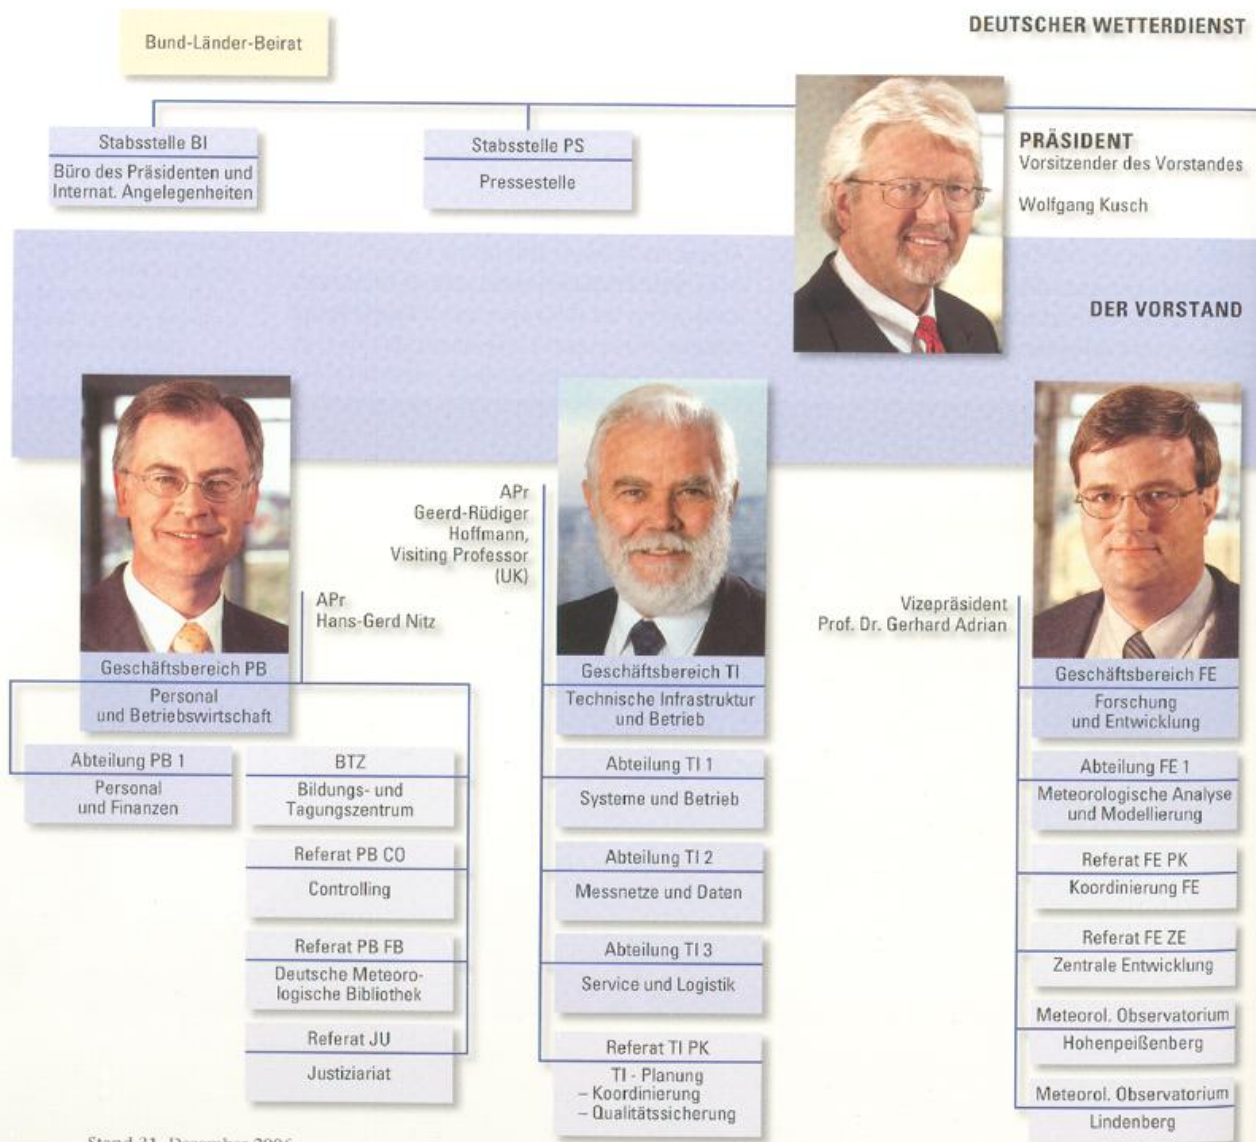 DEUTSCHER WETTERDIENST
Bund-Länder-Beirat
Stabsstelle BI
Büro des Präsidenten und
Internat. Angelegenheiten
Stabsstelle PS
Pressestelle
PRÄSIDENT
Vorsitzender des Vorstandes
Wolfgang Kusch
DER VORSTAND
APr
Hans-Gerd Nitz
Geschäftsbereich PB
Personal
und Betriebswirtschaft
Abteilung PB 1
Personal
und Finanzen
BTZ
Bildungs- und
Tagungszentrum
Referat PB CO
Controlling
Referat PB FB
Deutsche Meteoro-
logische Bibliothek
Referat JU
Justiziariat
APr
Geerd-Rüdiger
Hoffmann,
Visiting Professor
(UK)
Geschäftsbereich TI
Technische Infrastruktur
und Betrieb
Abteilung TI 1
Systeme und Betrieb
Abteilung TI 2
Messnetze und Daten
Abteilung TI 3
Service und Logistik
Referat TI PK
TI - Planung
– Koordinierung
– Qualitätssicherung
Vizepräsident
Prof. Dr. Gerhard Adrian
Geschäftsbereich FE
Forschung
und Entwicklung
Abteilung FE 1
Meteorologische Analyse
und Modellierung
Referat FE PK
Koordinierung FE
Referat FE ZE
Zentrale Entwicklung
Meteorol. Observatorium
Hohenpeißenberg
Meteorol. Observatorium
Lindenberg
Stand 31. Dezember 2006